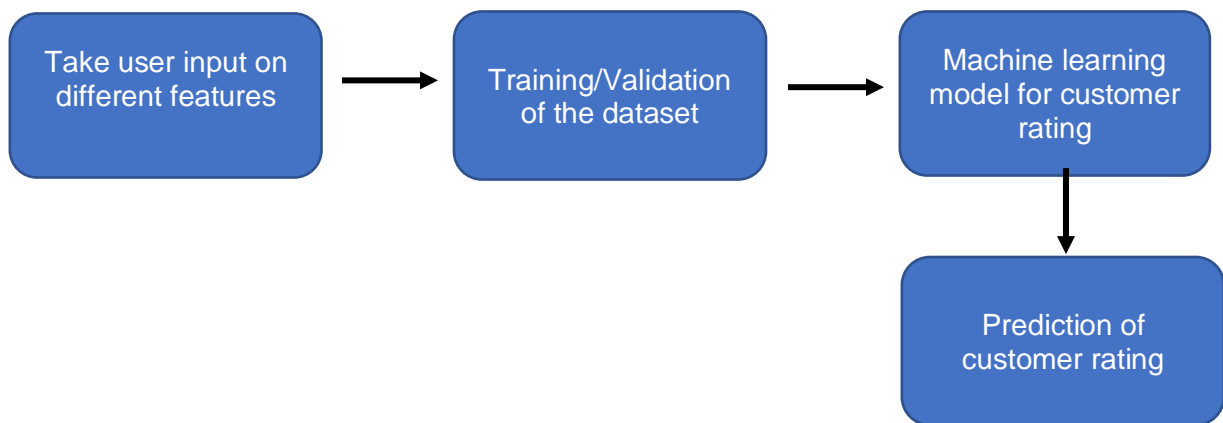 Take user input on
different features
Training/Validation
of the dataset
Machine learning
model for customer
rating
Prediction of
customer rating